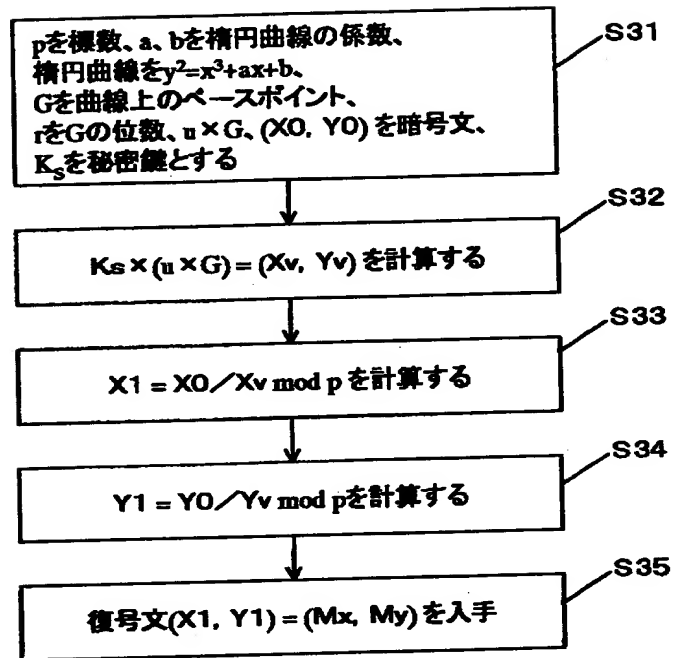 pを標数、a、bを楕円曲線の係数、
楕円曲線をy²=x³+ax+b、
Gを曲線上のベースポイント、
rをGの位数、u×G、(X0, Y0) を暗号文、
Ksを秘密鍵とする
S31
Ks×(u×G)=(Xv, Yv) を計算する
S32
X1 = X0／Xv mod p を計算する
S33
Y1 = Y0／Yv mod pを計算する
S34
復号文(X1, Y1) = (Mx, My) を入手
S35